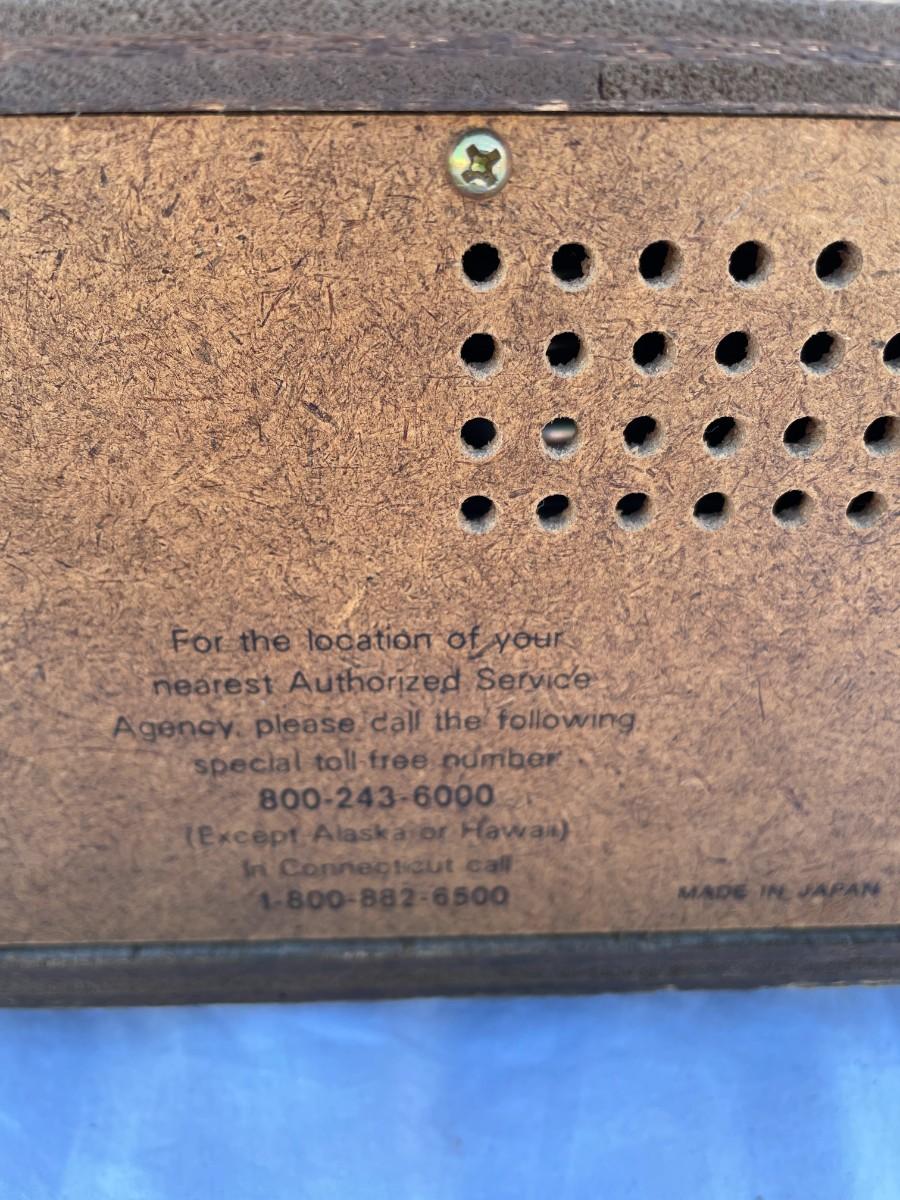 For the location of your
nearest Authorized Service
Agency, please call the following
special toll-free number
800-243-6000
(Except Alaska or Hawaii)
In Connecticut call
1-800-882-6500
MADE IN JAPAN